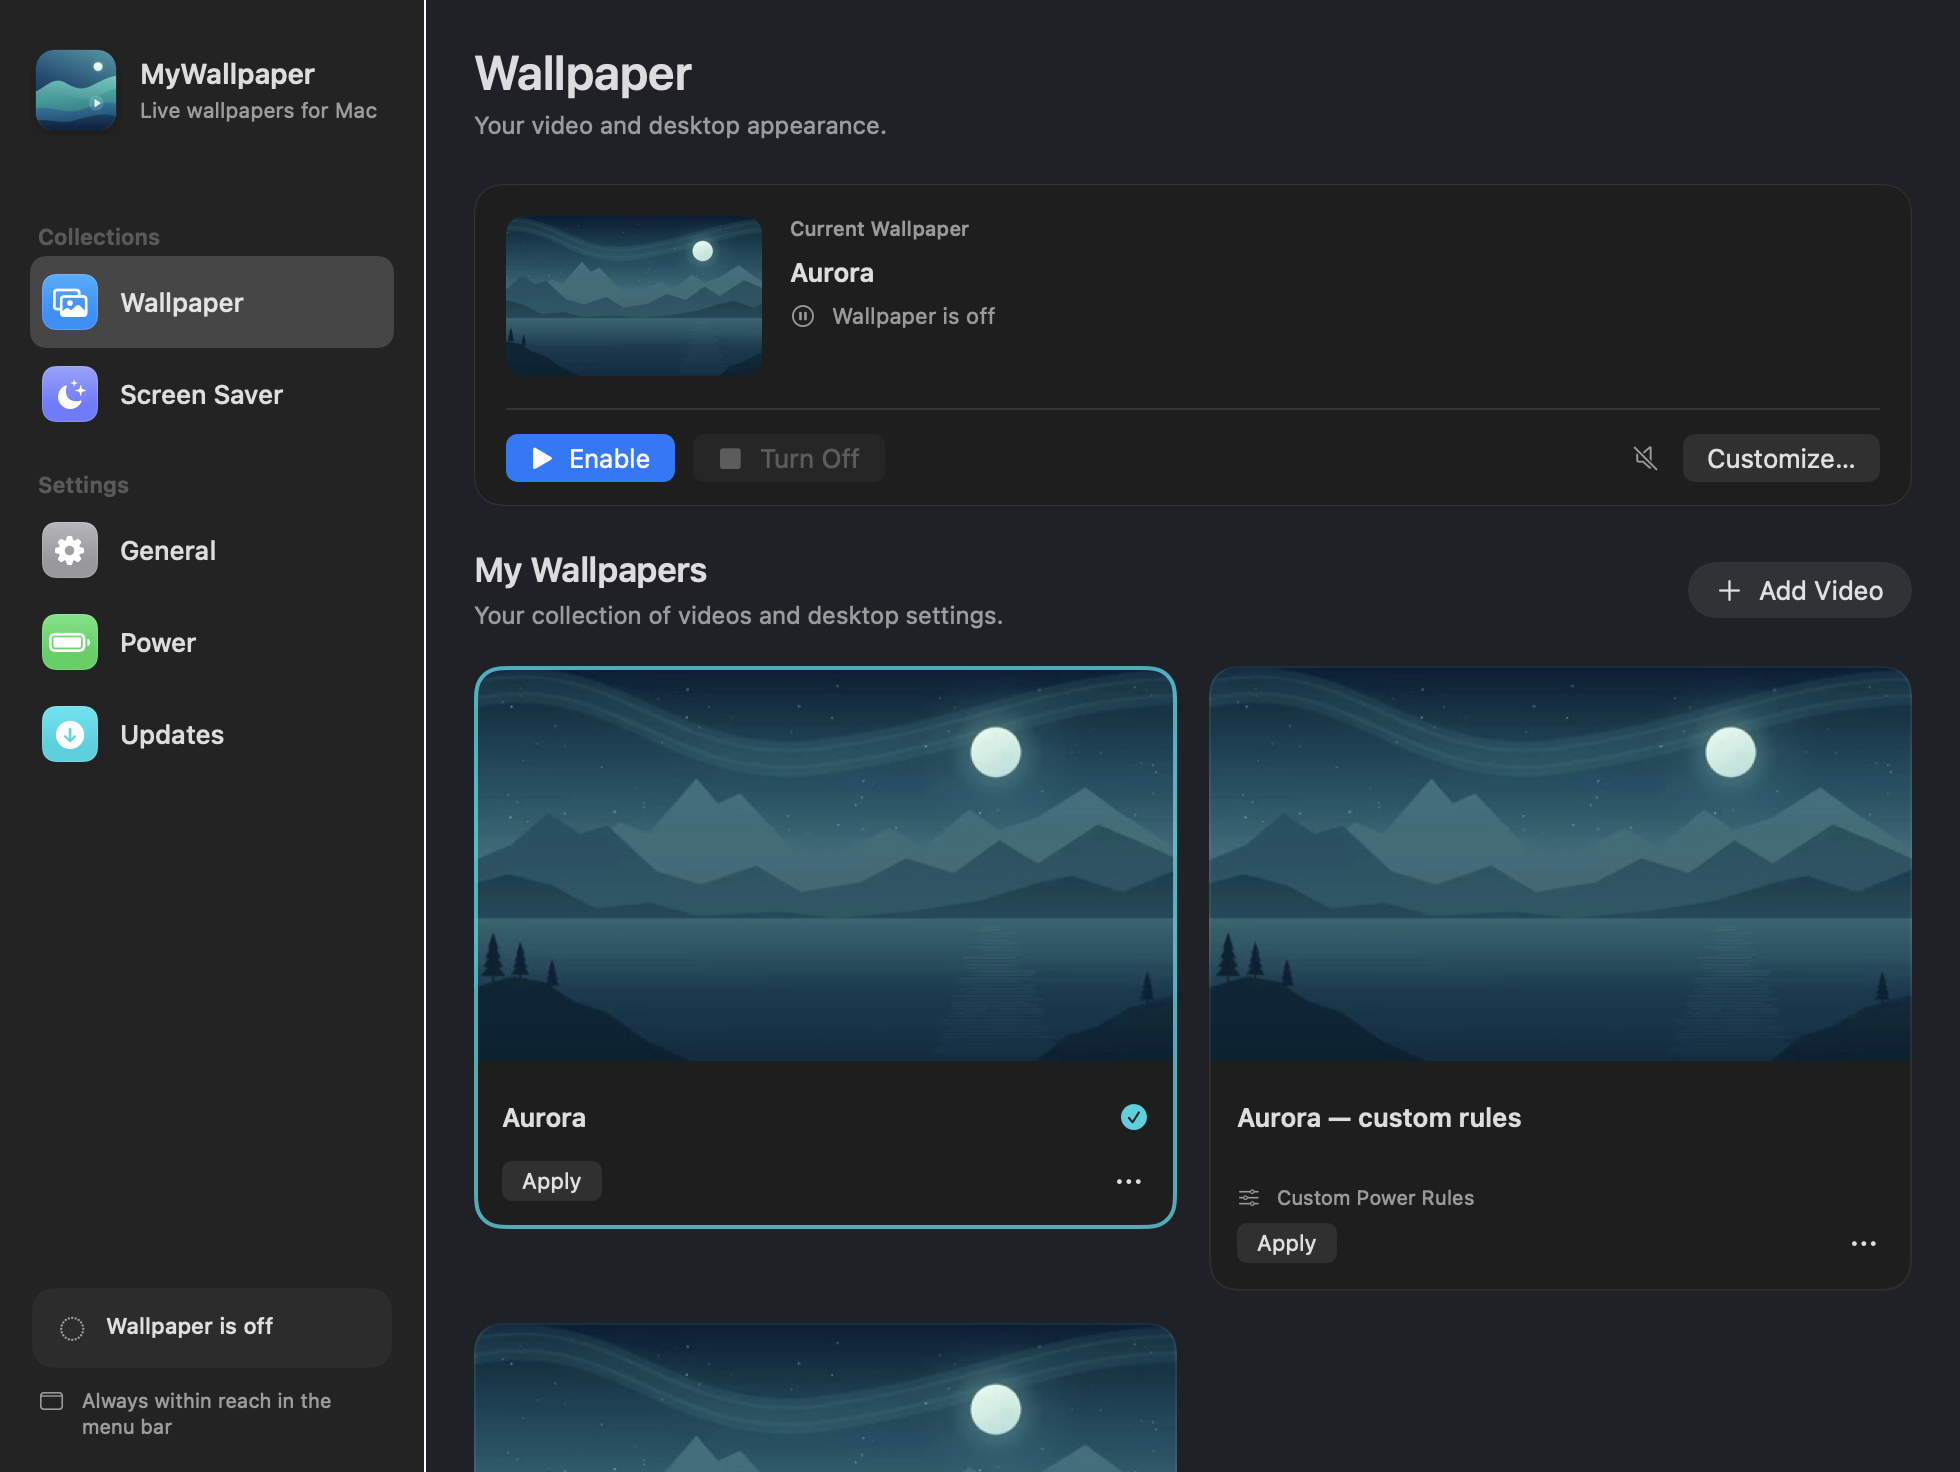 MyWallpaper
Live wallpapers for Mac
Collections
Wallpaper
Screen Saver
Settings
General
Power
Updates
Wallpaper is off
Always within reach in the
menu bar
Wallpaper
Your video and desktop appearance.
Current Wallpaper
Aurora
Wallpaper is off
Enable
Turn Off
Customize...
My Wallpapers
Your collection of videos and desktop settings.
Add Video
Aurora
Apply
Aurora — custom rules
Custom Power Rules
Apply